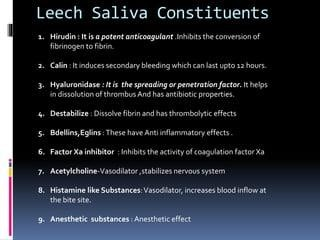 Leech Saliva Constituents
1. Hirudin : It is a potent anticoagulant .Inhibits the conversion of
fibrinogen to fibrin.
2. Calin : It induces secondary bleeding which can last upto 12 hours.
3. Hyaluronidase : It is the spreading or penetration factor. It helps
in dissolution of thrombus And has antibiotic properties.
4. Destabilize : Dissolve fibrin and has thrombolytic effects
5. Bdellins,Eglins : These have Anti inflammatory effects .
6. Factor Xa inhibitor : Inhibits the activity of coagulation factor Xa
7. Acetylcholine-Vasodilator ,stabilizes nervous system
8. Histamine like Substances: Vasodilator, increases blood inflow at
the bite site.
9. Anesthetic substances : Anesthetic effect